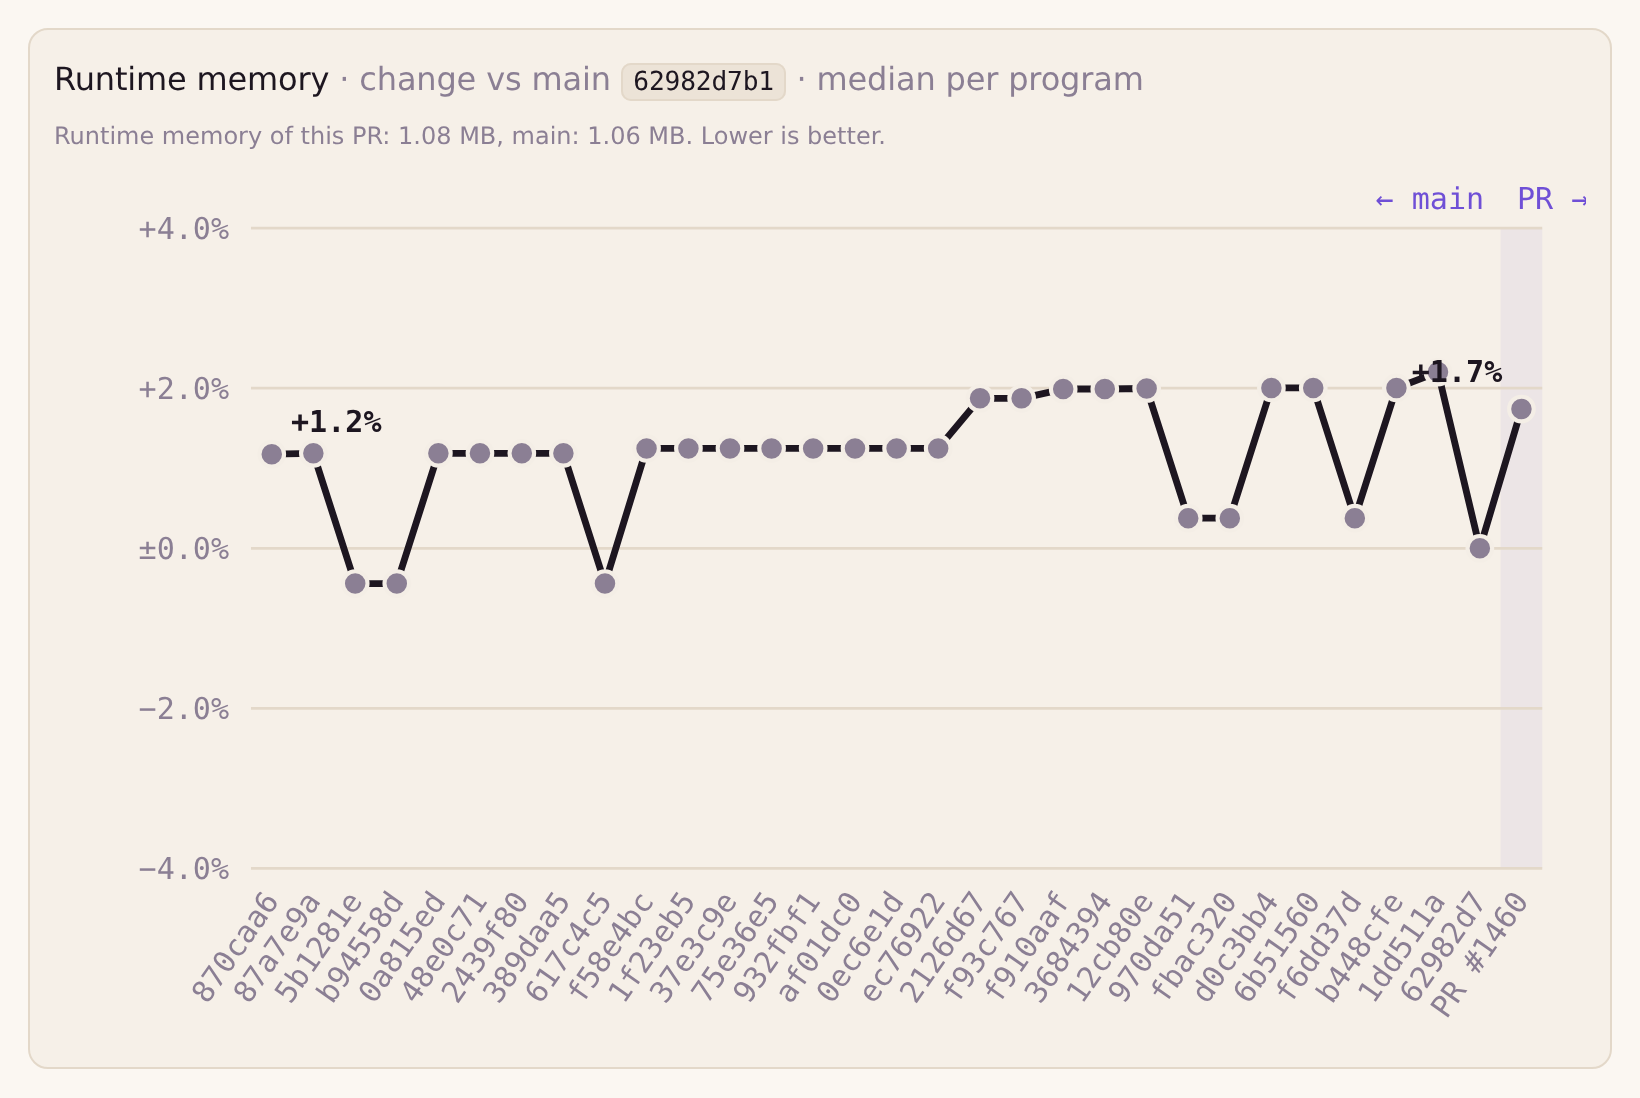 Runtime memory · change vs main 62982d7b1 · median per program
Runtime memory of this PR: 1.08 MB, main: 1.06 MB. Lower is better.
← main PR →
+4.0%
+2.0%
±0.0%
−2.0%
−4.0%
+1.2%
+1.7%
870caa6
87a7e9a
5b1281e
b94558d
0a815ed
48e0c71
2439f80
389daa5
617c4c5
f58e4bc
1f23eb5
37e3c9e
75e36e5
932fbf1
af01dc0
0ec6e1d
ec76922
2126d67
f93c767
f910aaf
3684394
12cb80e
970da51
fbac320
d0c3bb4
6b51560
f6dd37d
b448cfe
1dd511a
62982d7
PR #1460